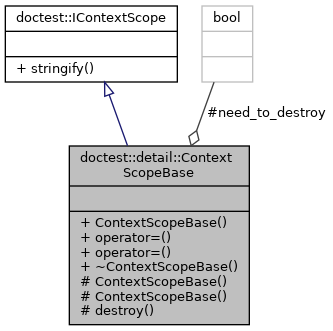 doctest::IContextScope
+ stringify()
bool
#need_to_destroy
doctest::detail::Context
ScopeBase
+ ContextScopeBase()
+ operator=()
+ operator=()
+ ~ContextScopeBase()
# ContextScopeBase()
# ContextScopeBase()
# destroy()